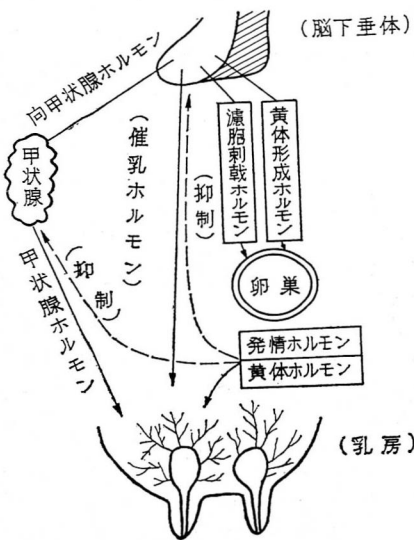 (脳下垂体)
向甲状腺ホルモン
甲状腺
甲状腺ホルモン
(抑制)
(催乳ホルモン)
(抑制)
濾胞刺戟ホルモン
黄体形成ホルモン
卵巣
発情ホルモン
黄体ホルモン
(乳房)